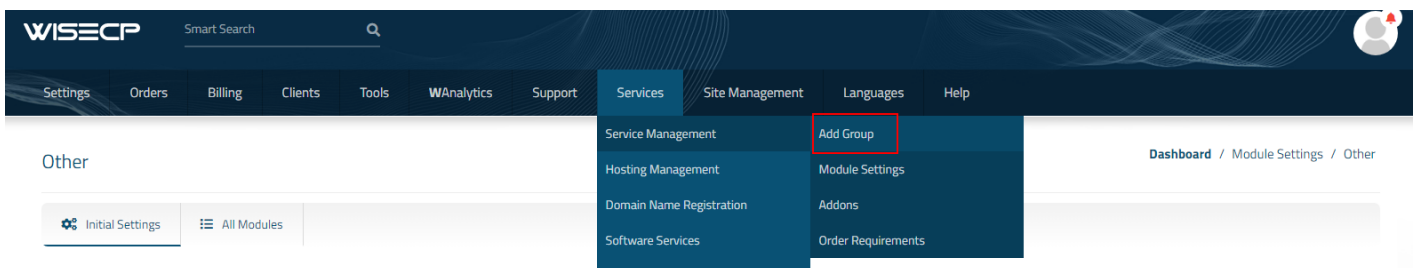 WISECP Smart Search
Settings Orders Billing Clients Tools WAnalytics Support Services Site Management Languages Help
Service Management Add Group
Other Dashboard / Module Settings / Other
Hosting Management Module Settings
Domain Name Registration Addons
Initial Settings All Modules
Software Services Order Requirements